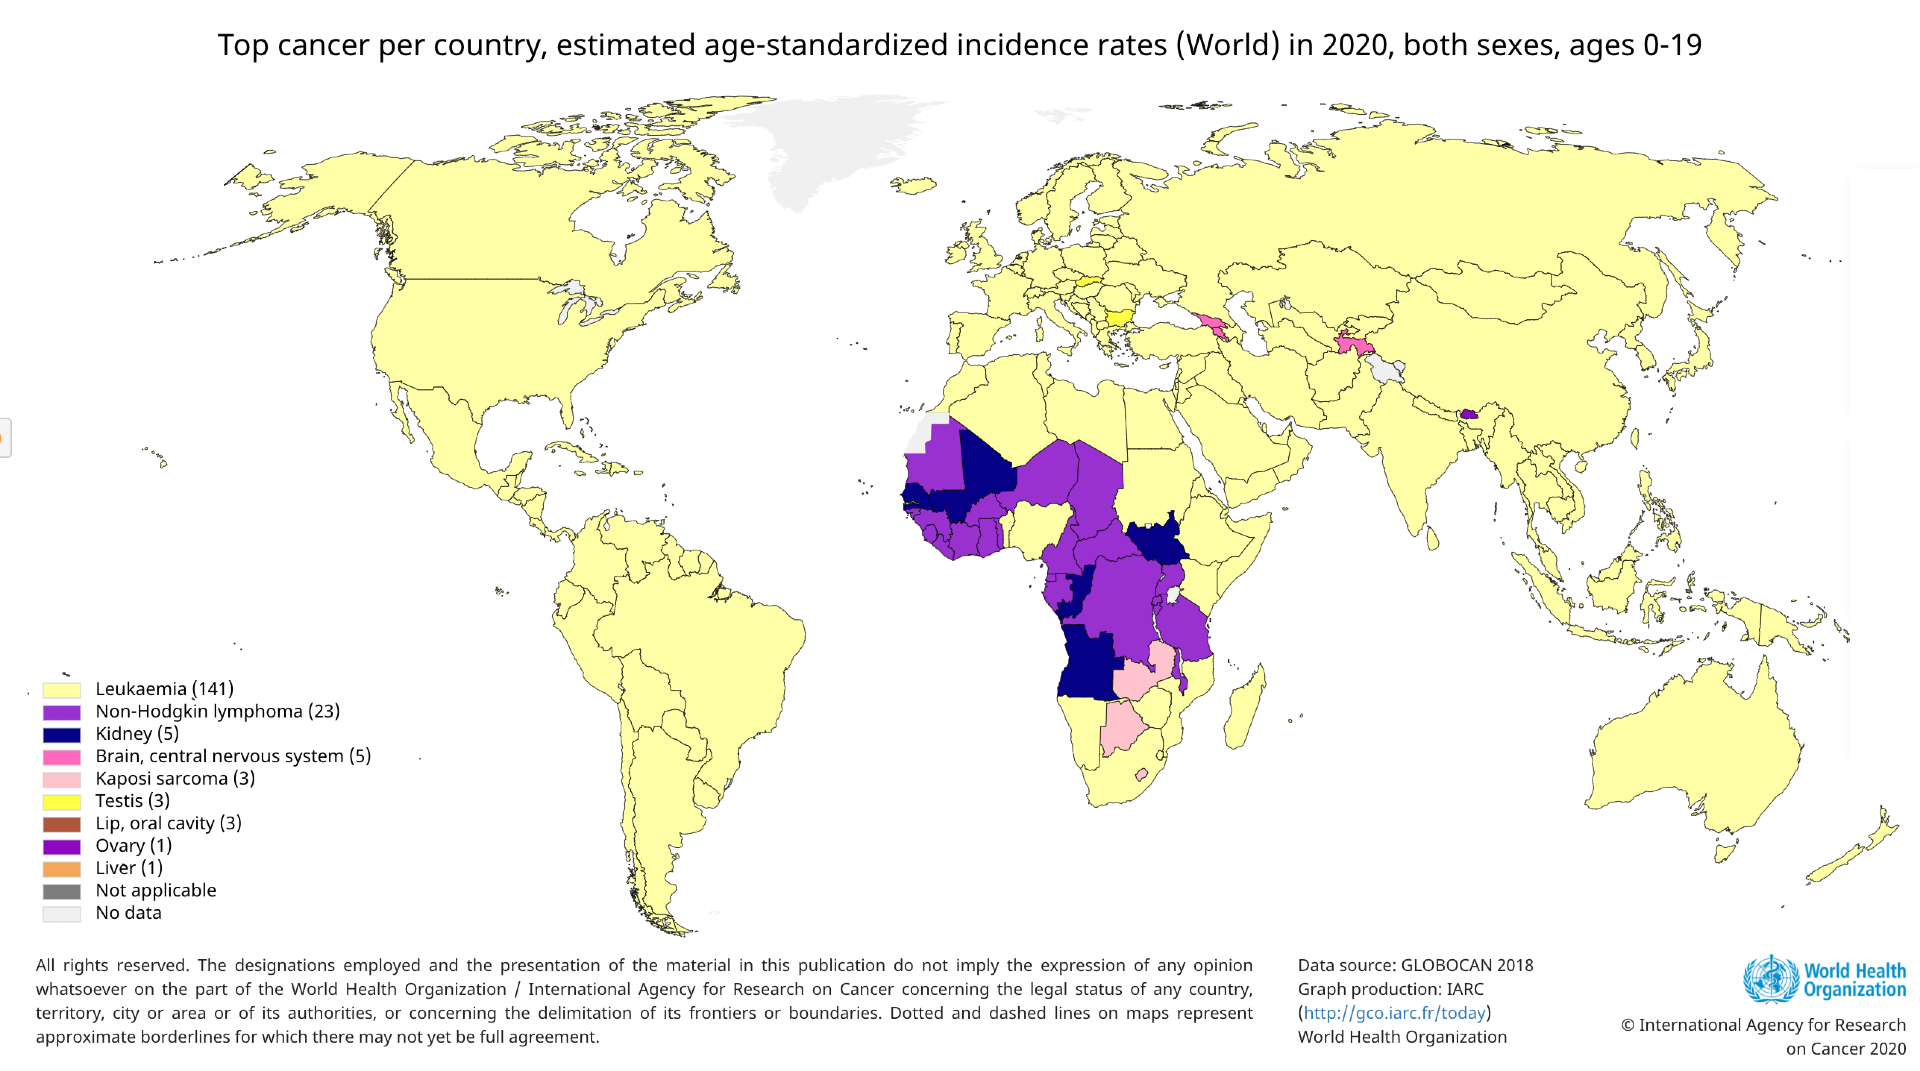 Top cancer per country, estimated age-standardized incidence rates (World) in 2020, both sexes, ages 0-19
Leukaemia (141)
Non-Hodgkin lymphoma (23)
Kidney (5)
Brain, central nervous system (5)
Kaposi sarcoma (3)
Testis (3)
Lip, oral cavity (3)
Ovary (1)
Liver (1)
Not applicable
No data
All rights reserved. The designations employed and the presentation of the material in this publication do not imply the expression of any opinion
whatsoever on the part of the World Health Organization / International Agency for Research on Cancer concerning the legal status of any country,
territory, city or area or of its authorities, or concerning the delimitation of its frontiers or boundaries. Dotted and dashed lines on maps represent
approximate borderlines for which there may not yet be full agreement.
Data source: GLOBOCAN 2018
Graph production: IARC
(http://gco.iarc.fr/today)
World Health Organization
World Health
Organization
© International Agency for Research
on Cancer 2020